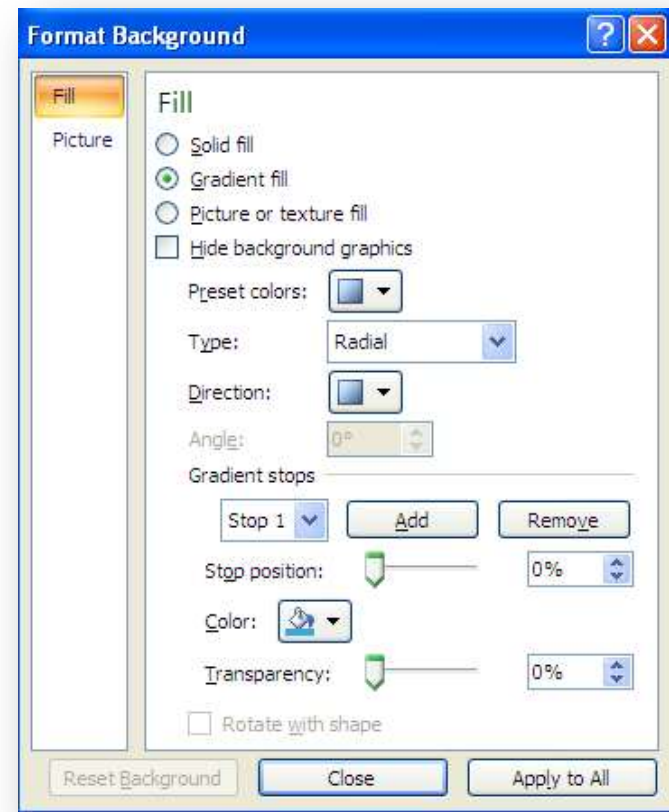 Format Background
?
Fill
Picture
Fill
Solid fill
Gradient fill
Picture or texture fill
Hide background graphics
Preset colors:
Type: Radial
Direction:
Angle: 0°
Gradient stops
Stop 1 Add Remove
Stop position: 0%
Color:
Transparency: 0%
Rotate with shape
Reset Background Close Apply to All